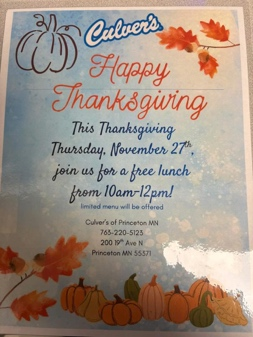 Culver's
Happy
Thanksgiving
This Thanksgiving
Thursday, November 27th,
join us for a free lunch
from 10am-12pm!
limited menu will be offered
Culver's of Princeton MN
763-220-5123
200 19th Ave N
Princeton MN 55371